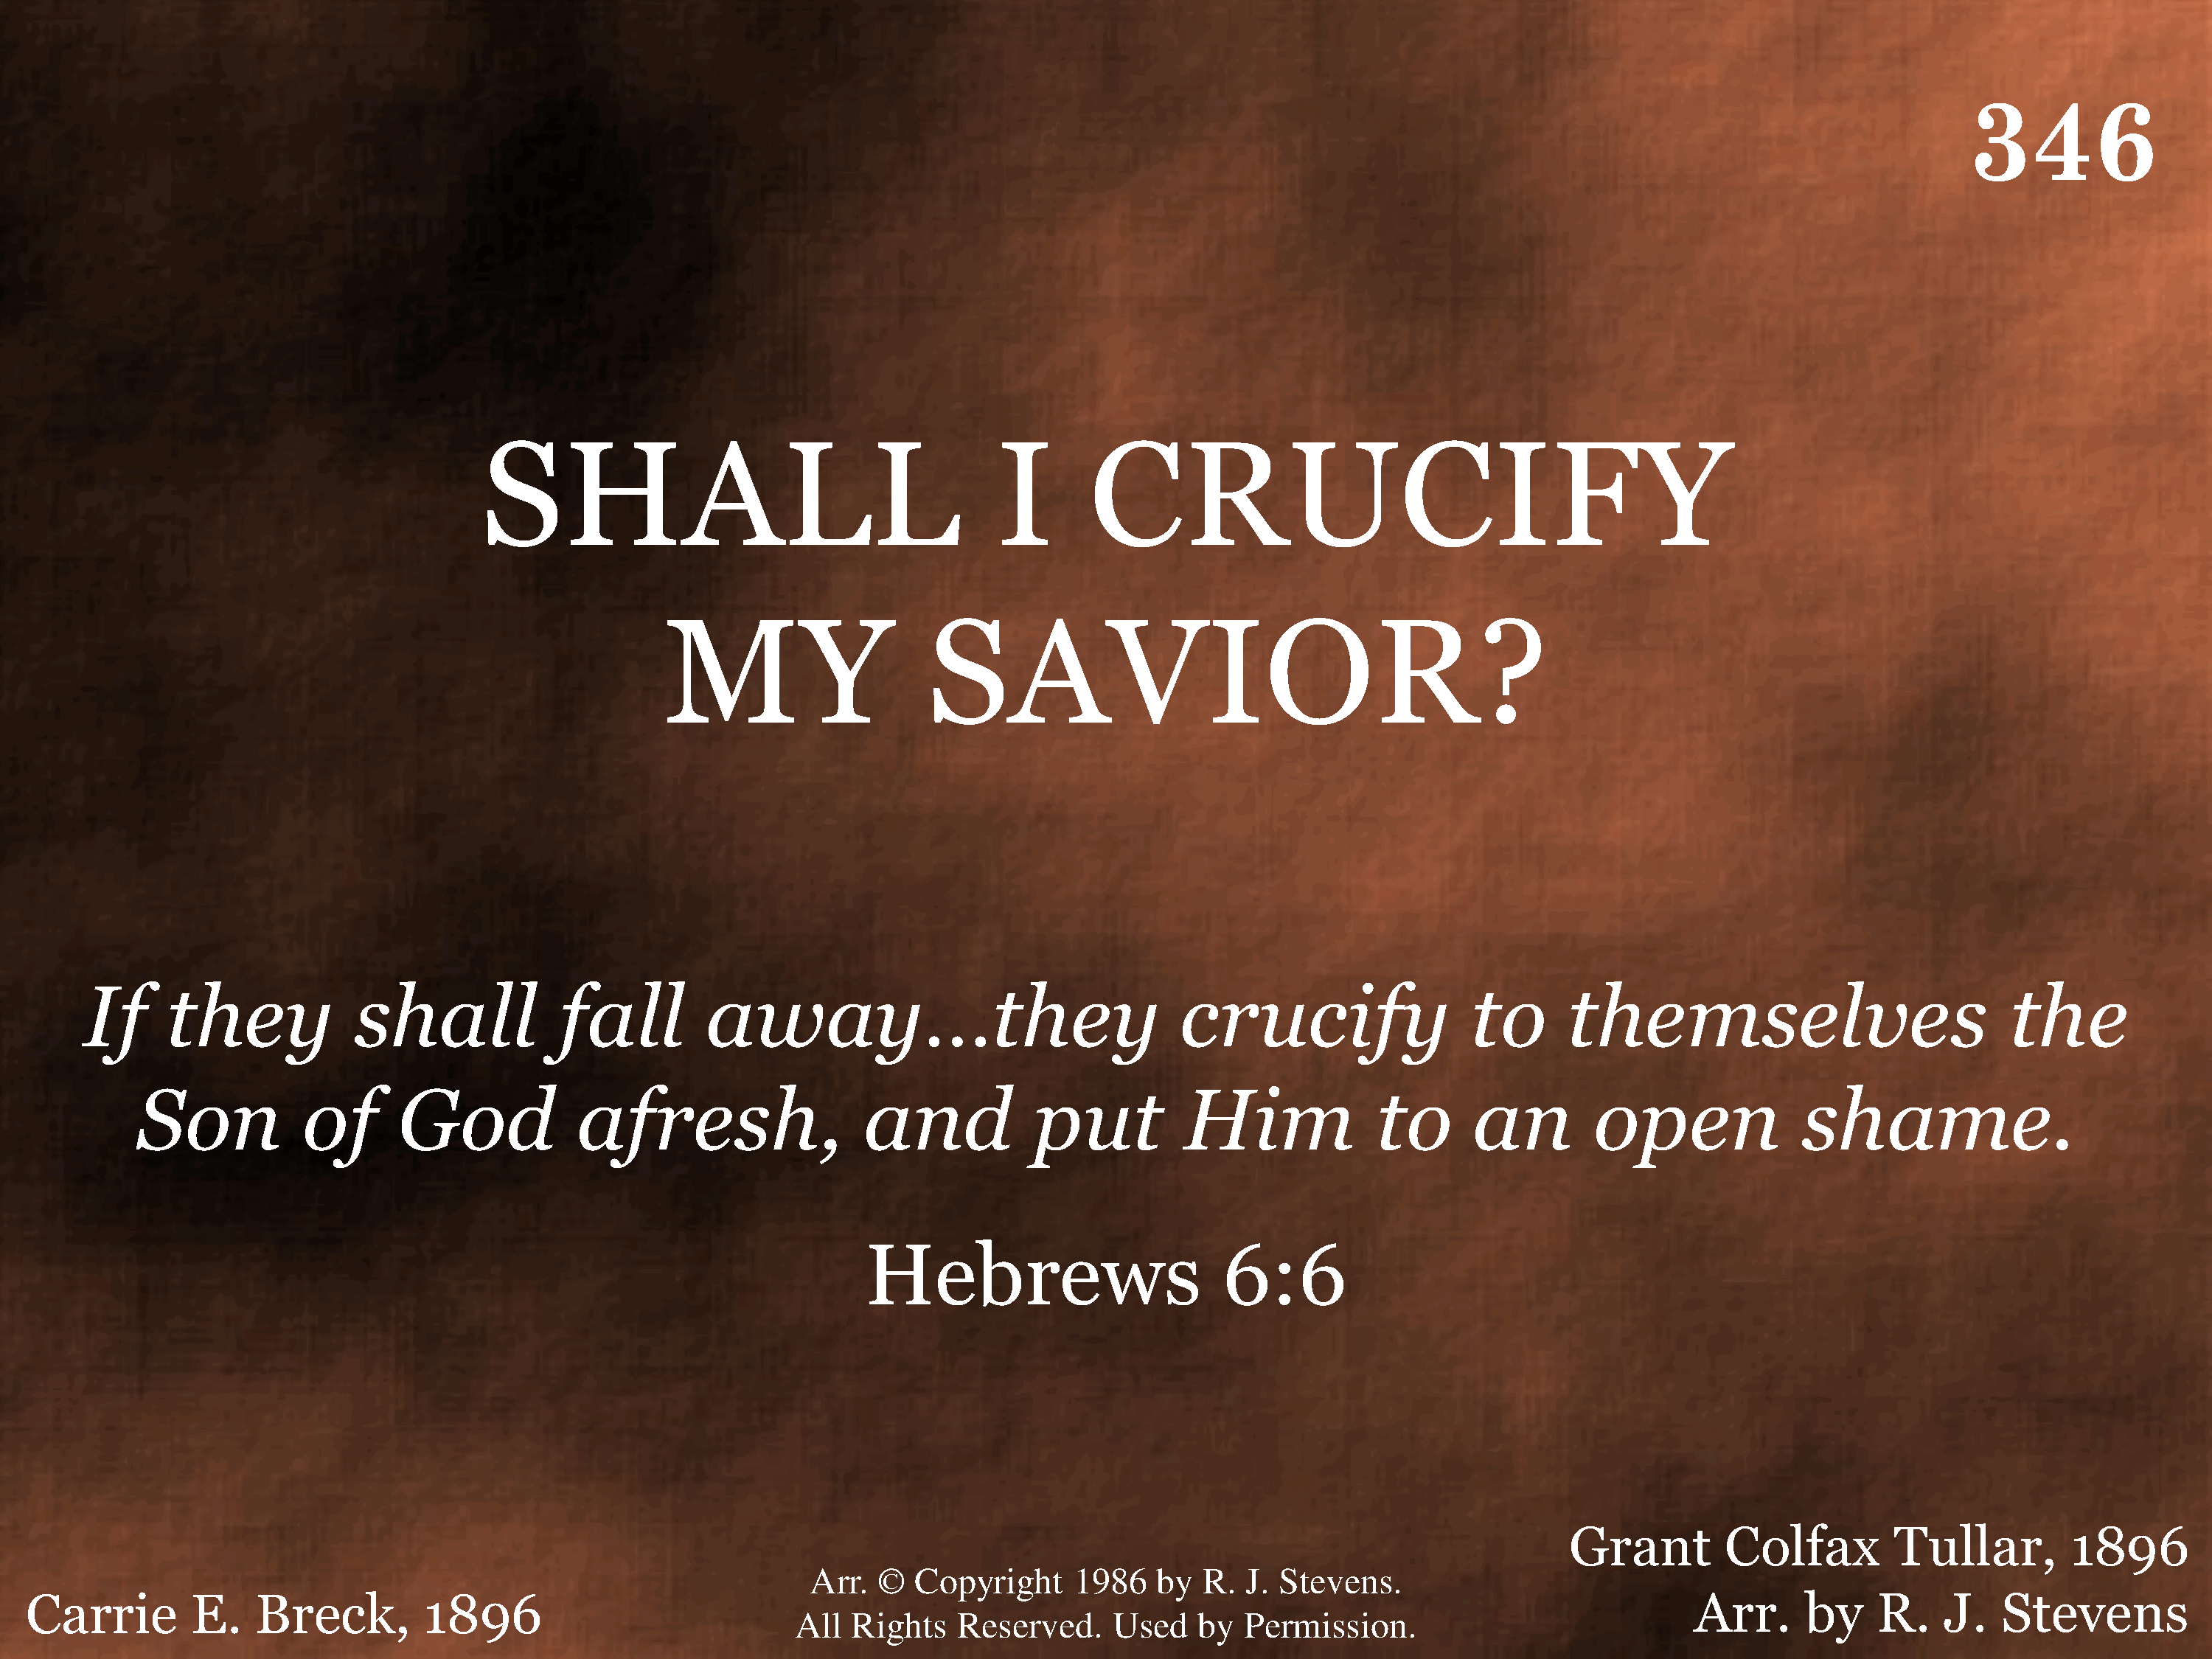 346
SHALL I CRUCIFY
MY SAVIOR?
If they shall fall away...they crucify to themselves the
Son of God afresh, and put Him to an open shame.
Hebrews 6:6
Carrie E. Breck, 1896
Arr. © Copyright 1986 by R. J. Stevens.
All Rights Reserved. Used by Permission.
Grant Colfax Tullar, 1896
Arr. by R. J. Stevens